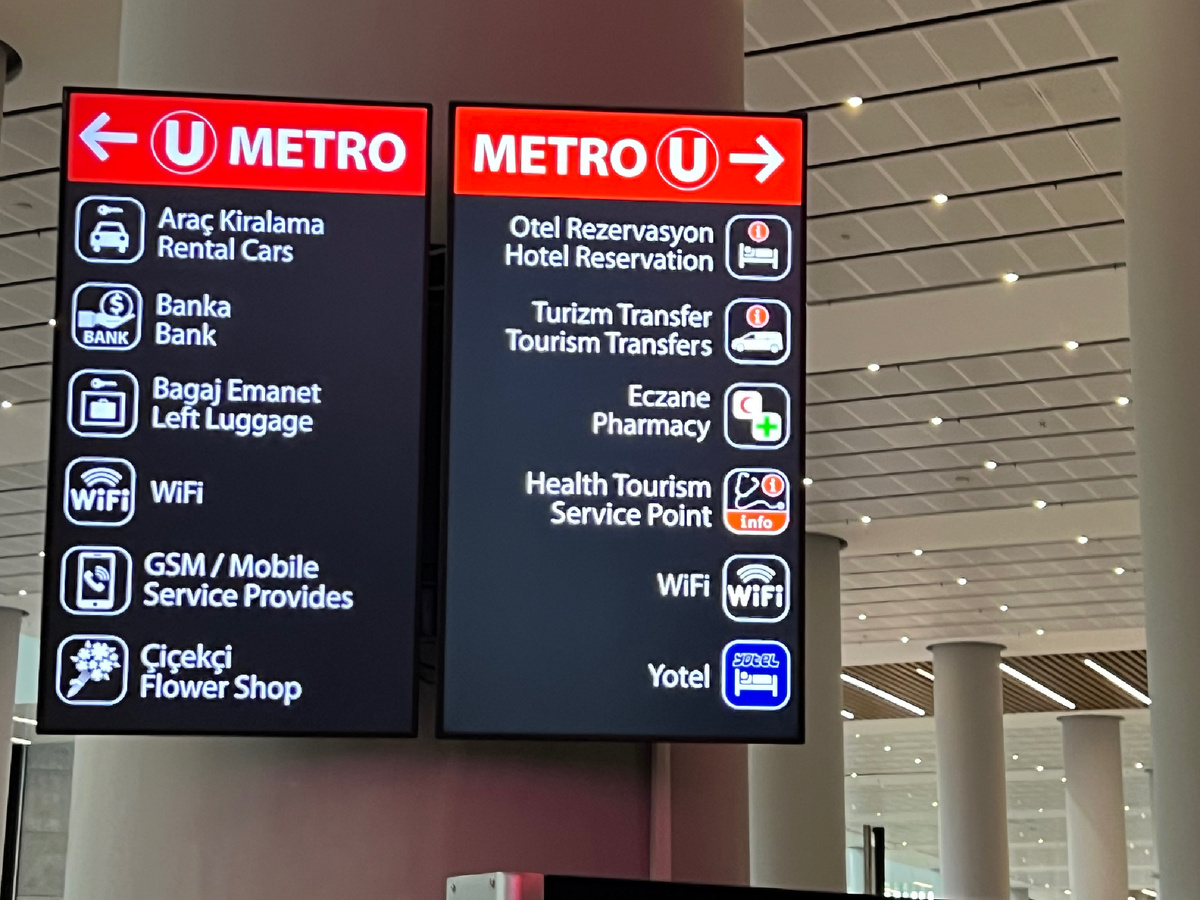 ← U METRO
Araç Kiralama
Rental Cars
BANK
Banka
Bank
Bagaj Emanet
Left Luggage
WiFi WiFi
GSM / Mobile
Service Provides
Çiçekçi
Flower Shop
METRO U →
Otel Rezervasyon
Hotel Reservation
Turizm Transfer
Tourism Transfers
Eczane
Pharmacy
Health Tourism
Service Point
info
WiFi WiFi
Yotel YOTEL